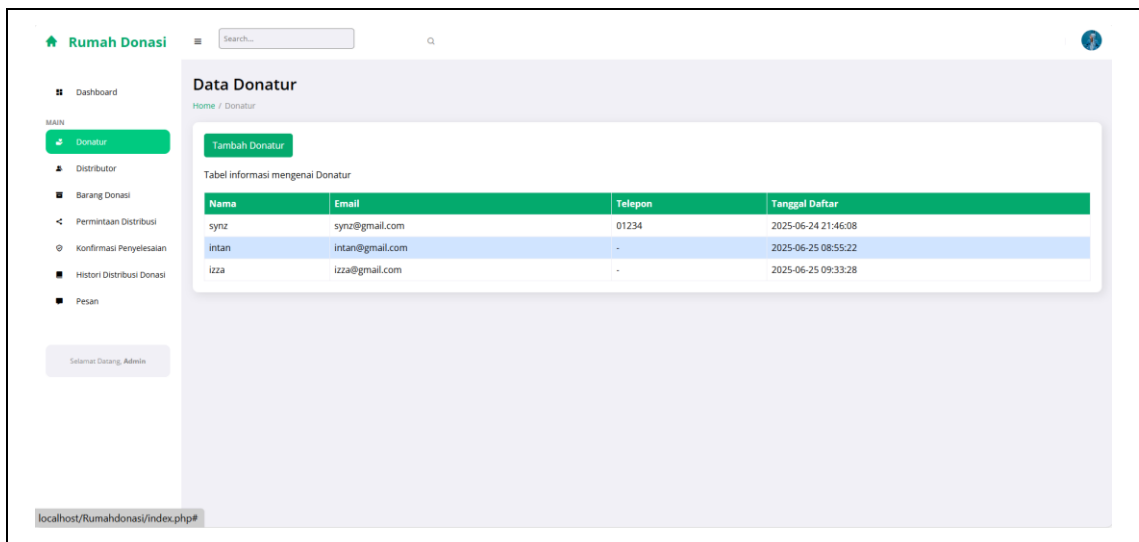 Rumah Donasi
Search...
Dashboard
MAIN
Donatur
Distributor
Barang Donasi
Permintaan Distribusi
Konfirmasi Penyelesaian
Histori Distribusi Donasi
Pesan
Selamat Datang, Admin
Data Donatur
Home / Donatur
Tambah Donatur
Tabel informasi mengenai Donatur
Nama Email Telepon Tanggal Daftar
synz synz@gmail.com 01234 2025-06-24 21:46:08
intan intan@gmail.com - 2025-06-25 08:55:22
izza izza@gmail.com - 2025-06-25 09:33:28
localhost/Rumahdonasi/index.php#